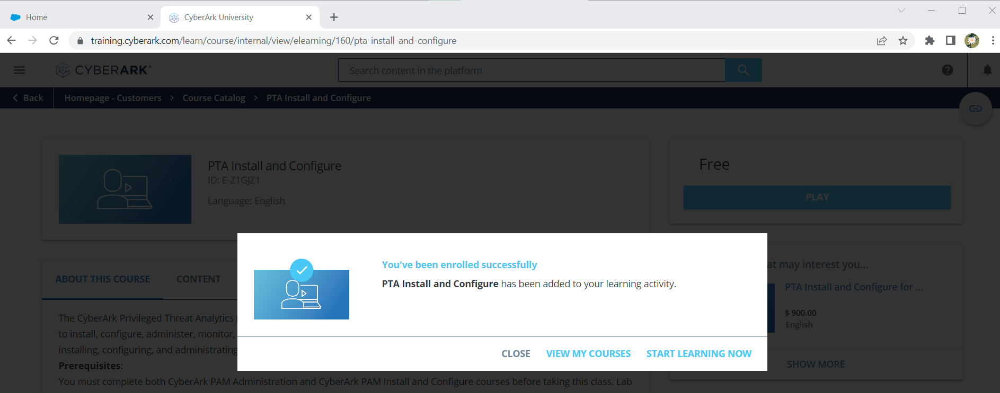 Home
CyberArk University
training.cyberark.com/learn/course/internal/view/elearning/160/pta-install-and-configure
CYBERARK®
Search content in the platform
Back
Homepage - Customers > Course Catalog > PTA Install and Configure
PTA Install and Configure
ID: E-Z1GJZ1
Language: English
Free
PLAY
You've been enrolled successfully
PTA Install and Configure has been added to your learning activity.
CLOSE
VIEW MY COURSES
START LEARNING NOW
at may interest you...
PTA Install and Configure for ...
$ 900.00
English
SHOW MORE
ABOUT THIS COURSE
CONTENT
The CyberArk Privileged Threat Analytics (
to install, configure, administer, monitor,
installing, configuring, and administrating
Prerequisites:
You must complete both CyberArk PAM Administration and CyberArk PAM Install and Configure courses before taking this class. Lab